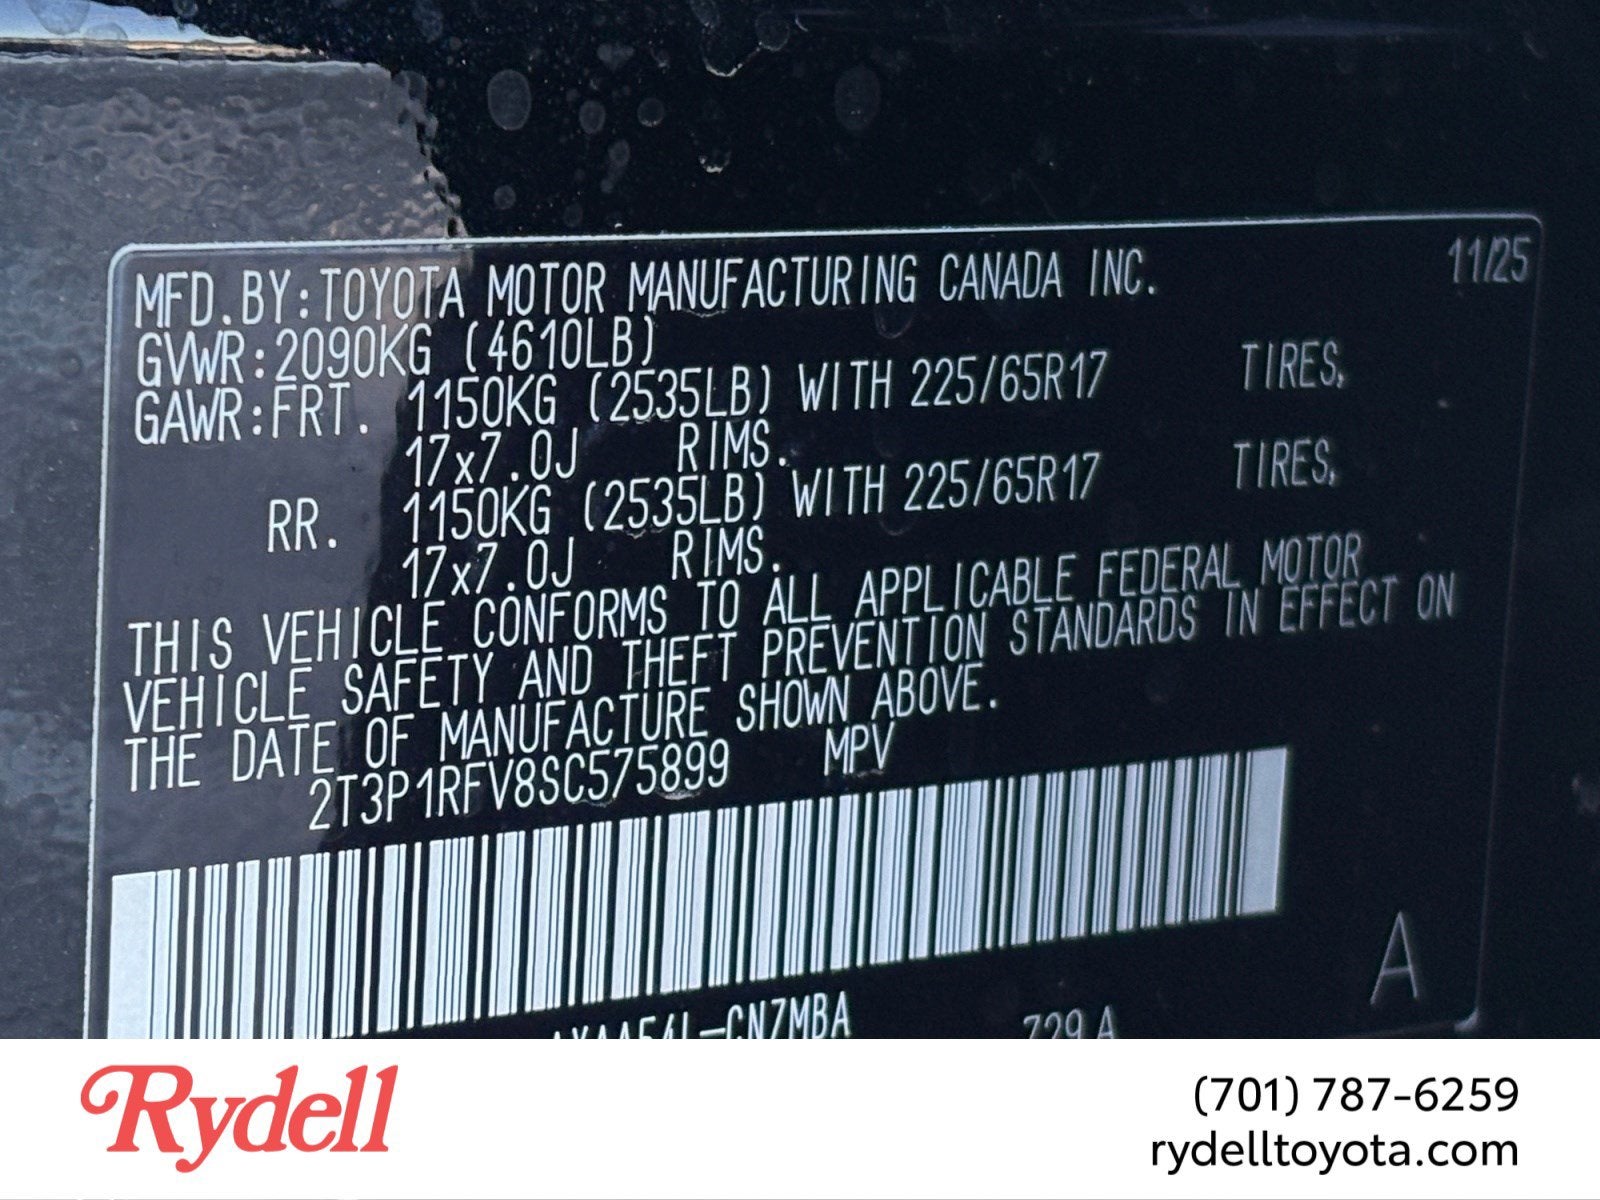 MFD.BY:TOYOTA MOTOR MANUFACTURING CANADA INC. 11/25
GVWR:2090KG (4610LB)
GAWR:FRT. 1150KG (2535LB) WITH 225/65R17 TIRES,
17x7.0J RIMS.
RR. 1150KG (2535LB) WITH 225/65R17 TIRES,
17x7.0J RIMS.
THIS VEHICLE CONFORMS TO ALL APPLICABLE FEDERAL MOTOR
VEHICLE SAFETY AND THEFT PREVENTION STANDARDS IN EFFECT ON
THE DATE OF MANUFACTURE SHOWN ABOVE.
2T3P1RFV8SC575899 MPV
A
Rydell
(701) 787-6259
rydelltoyota.com